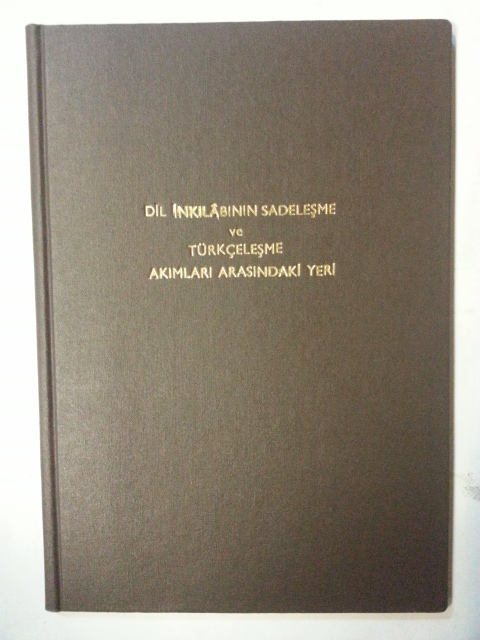 DİL İNKILÂBININ SADELEŞME
ve
TÜRKÇELEŞME
AKIMLARI ARASINDAKİ YERİ